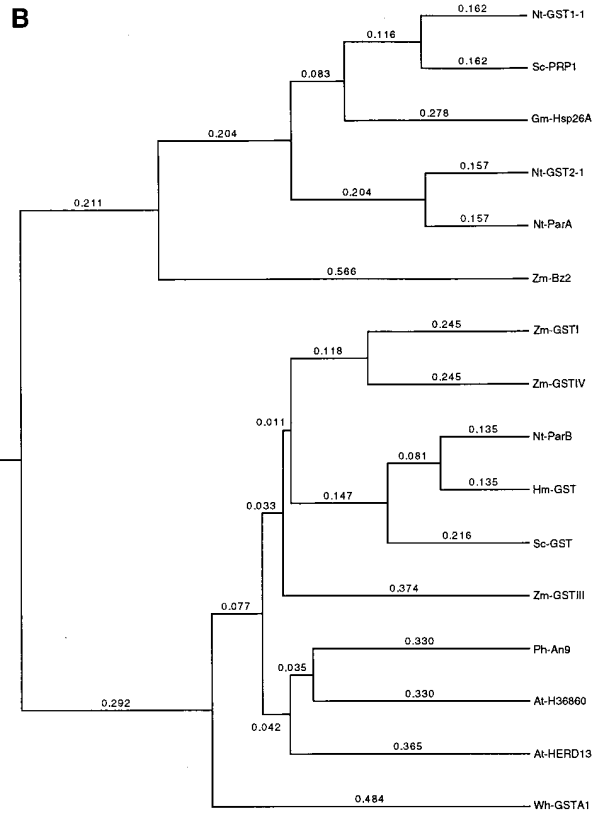 B
0.162
Nt-GST1-1
0.116
0.162
Sc-PRP1
0.083
0.278
Gm-Hsp26A
0.204
0.157
Nt-GST2-1
0.204
0.157
Nt-ParA
0.211
0.566
Zm-Bz2
0.245
Zm-GSTI
0.118
0.245
Zm-GSTIV
0.011
0.135
Nt-ParB
0.081
0.135
Hm-GST
0.147
0.033
0.216
Sc-GST
0.374
Zm-GSTIII
0.077
0.330
Ph-An9
0.035
0.330
At-H36860
0.292
0.042
0.365
At-HERD13
0.484
Wh-GSTA1